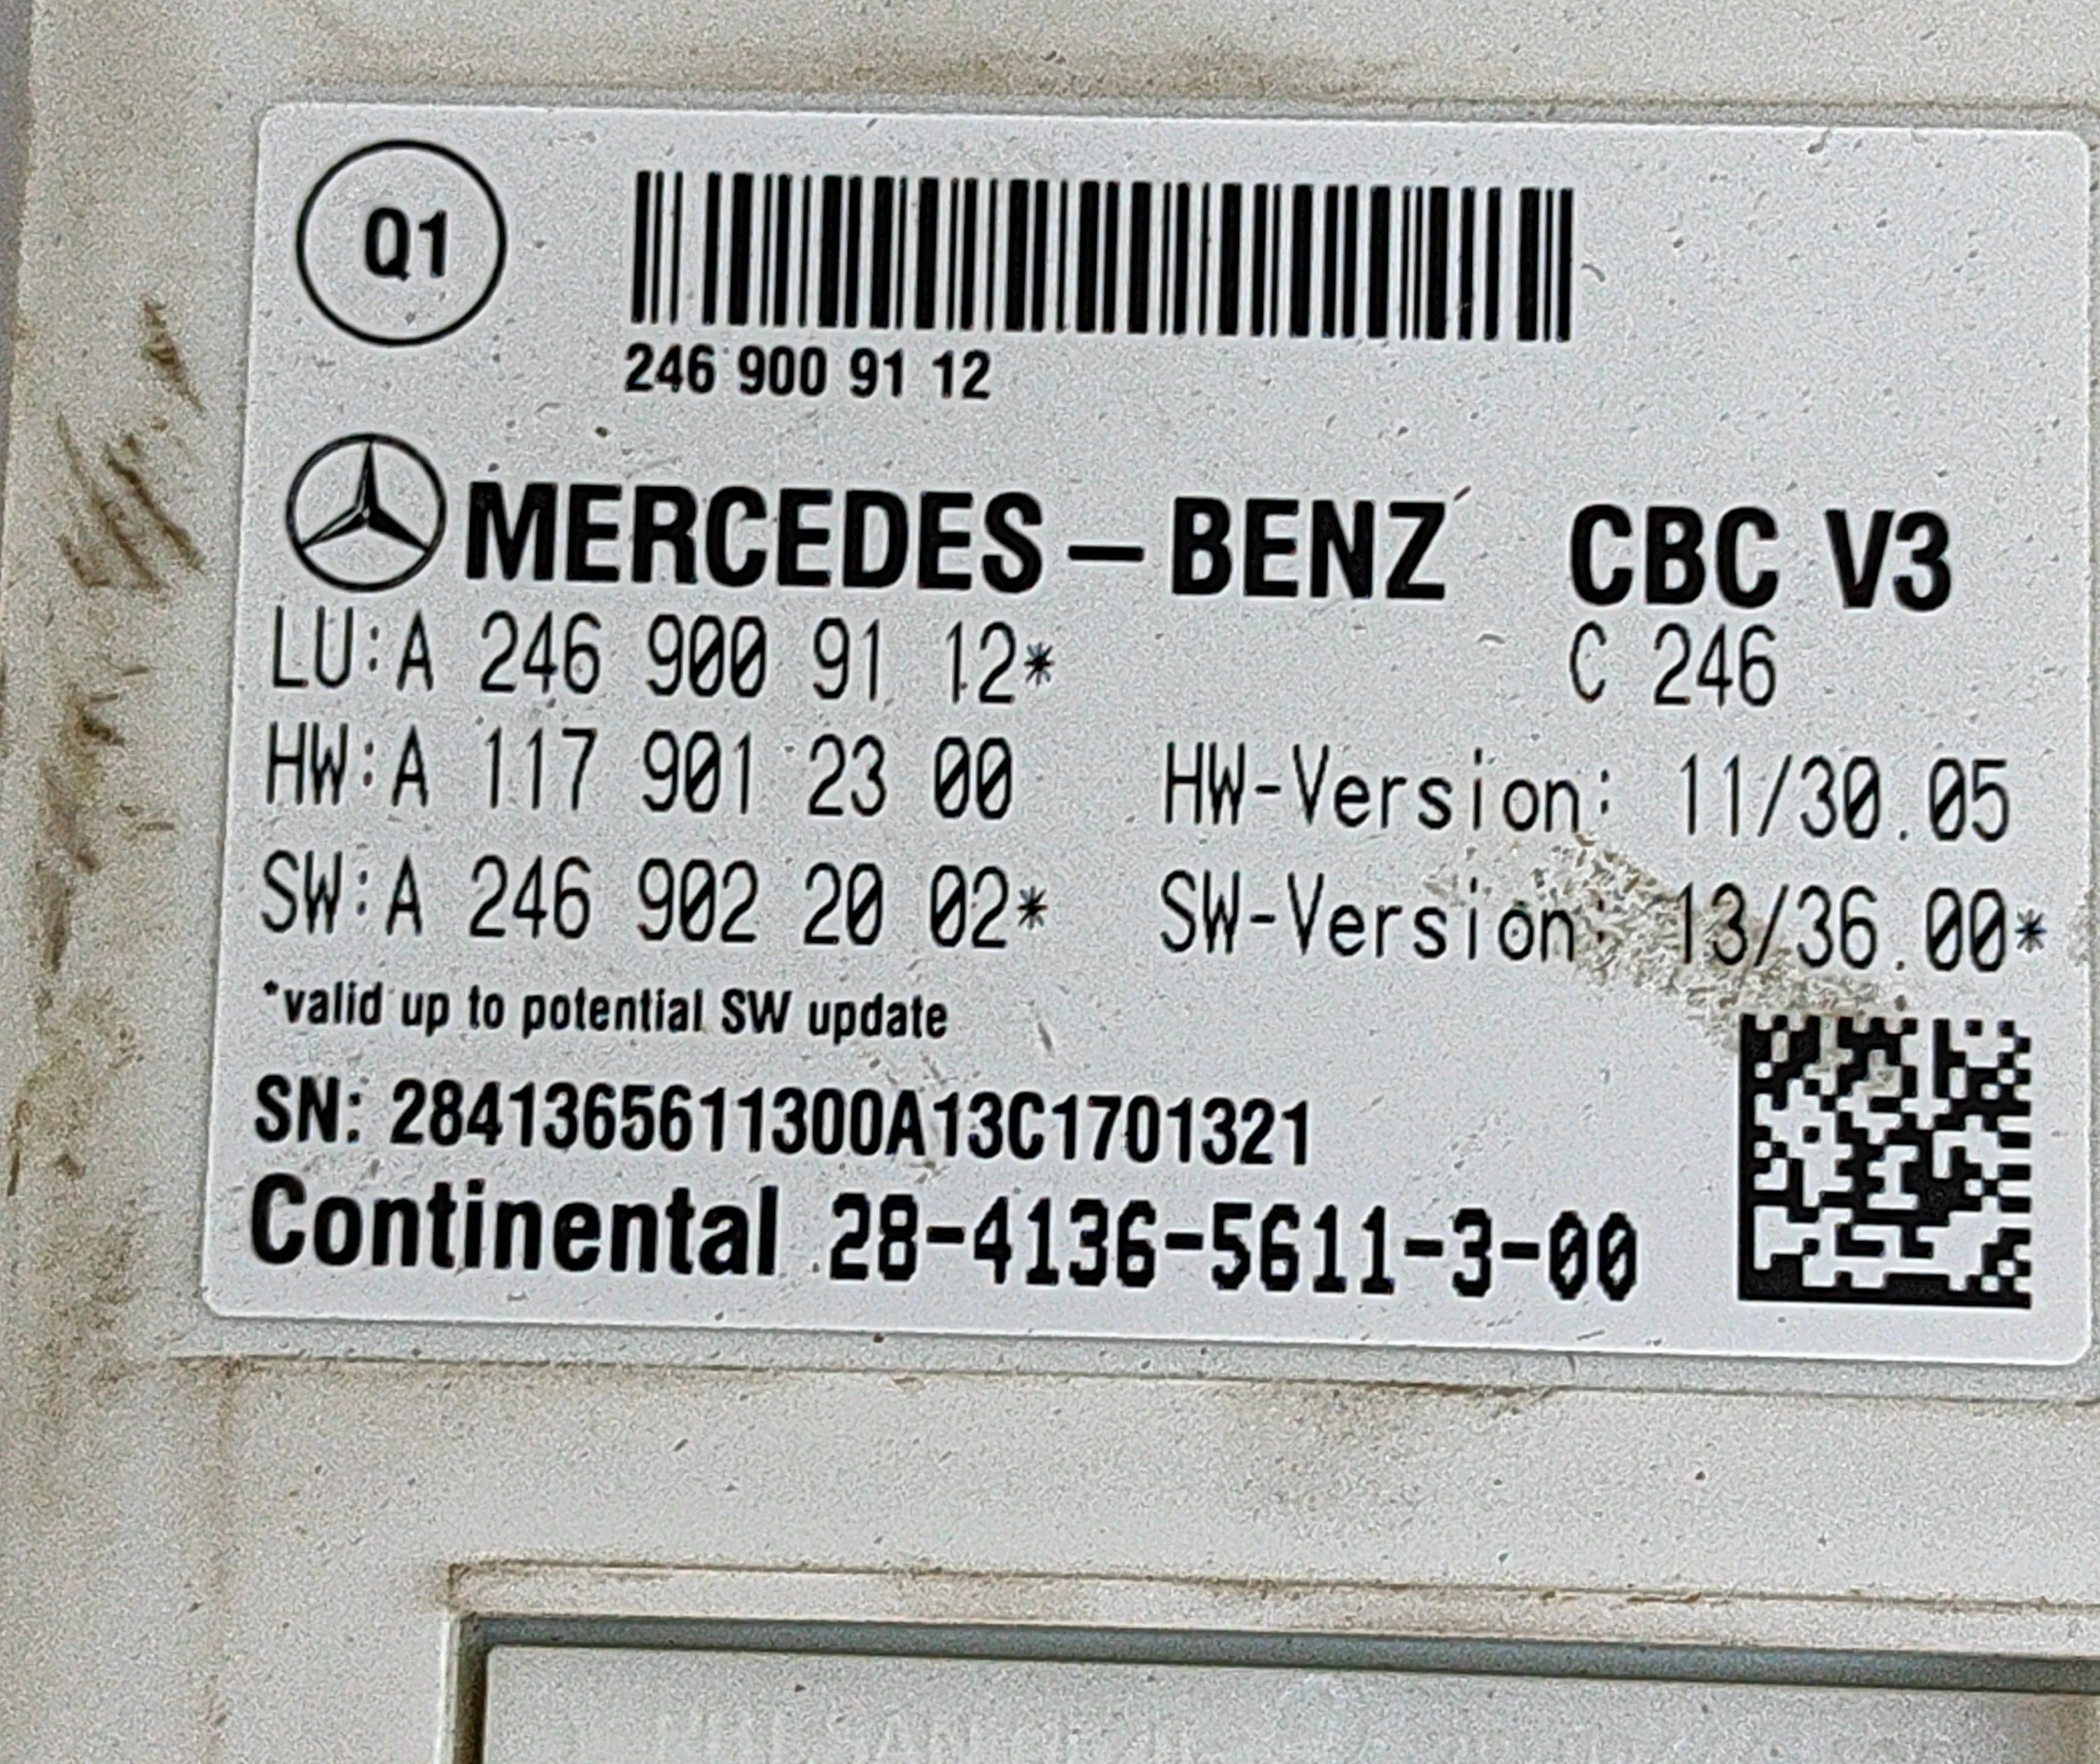 Q1
246 900 91 12
MERCEDES-BENZ CBC V3
LU:A 246 900 91 12* C 246
HW:A 117 901 23 00 HW-Version: 11/30.05
SW:A 246 902 20 02* SW-Version: 13/36.00*
*valid up to potential SW update
SN: 2841365611300A13C1701321
Continental 28-4136-5611-3-00